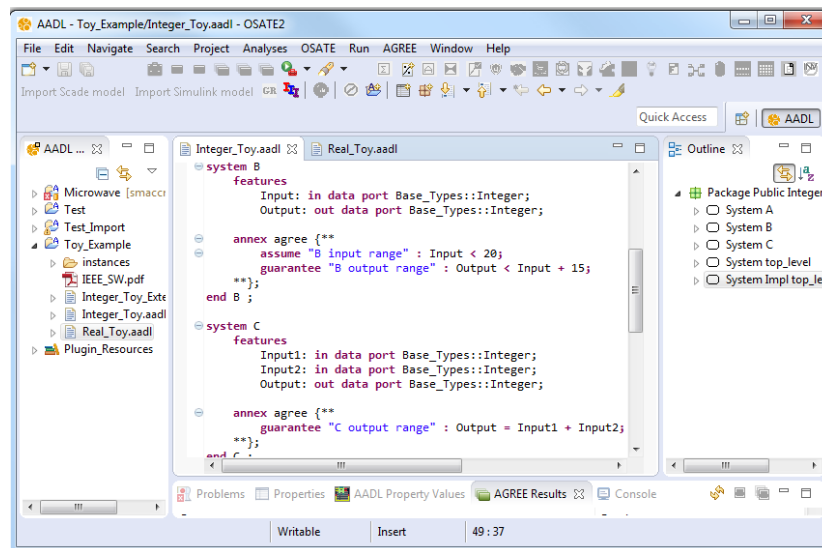 AADL - Toy_Example/Integer_Toy.aadl - OSATE2
File Edit Navigate Search Project Analyses OSATE Run AGREE Window Help
Import Scade model Import Simulink model GR
Quick Access AADL
AADL ...
Microwave [smaccr
Test
Test_Import
Toy_Example
instances
IEEE_SW.pdf
Integer_Toy_Exte
Integer_Toy.aadl
Real_Toy.aadl
Plugin_Resources
Integer_Toy.aadl Real_Toy.aadl
system B
features
Input: in data port Base_Types::Integer;
Output: out data port Base_Types::Integer;
annex agree {**
assume "B input range" : Input < 20;
guarantee "B output range" : Output < Input + 15;
**};
end B ;
system C
features
Input1: in data port Base_Types::Integer;
Input2: in data port Base_Types::Integer;
Output: out data port Base_Types::Integer;
annex agree {**
guarantee "C output range" : Output = Input1 + Input2;
**};
end C ;
Outline
Package Public Integer
System A
System B
System C
System top_level
System Impl top_le
Problems Properties AADL Property Values AGREE Results Console
Writable Insert 49 : 37